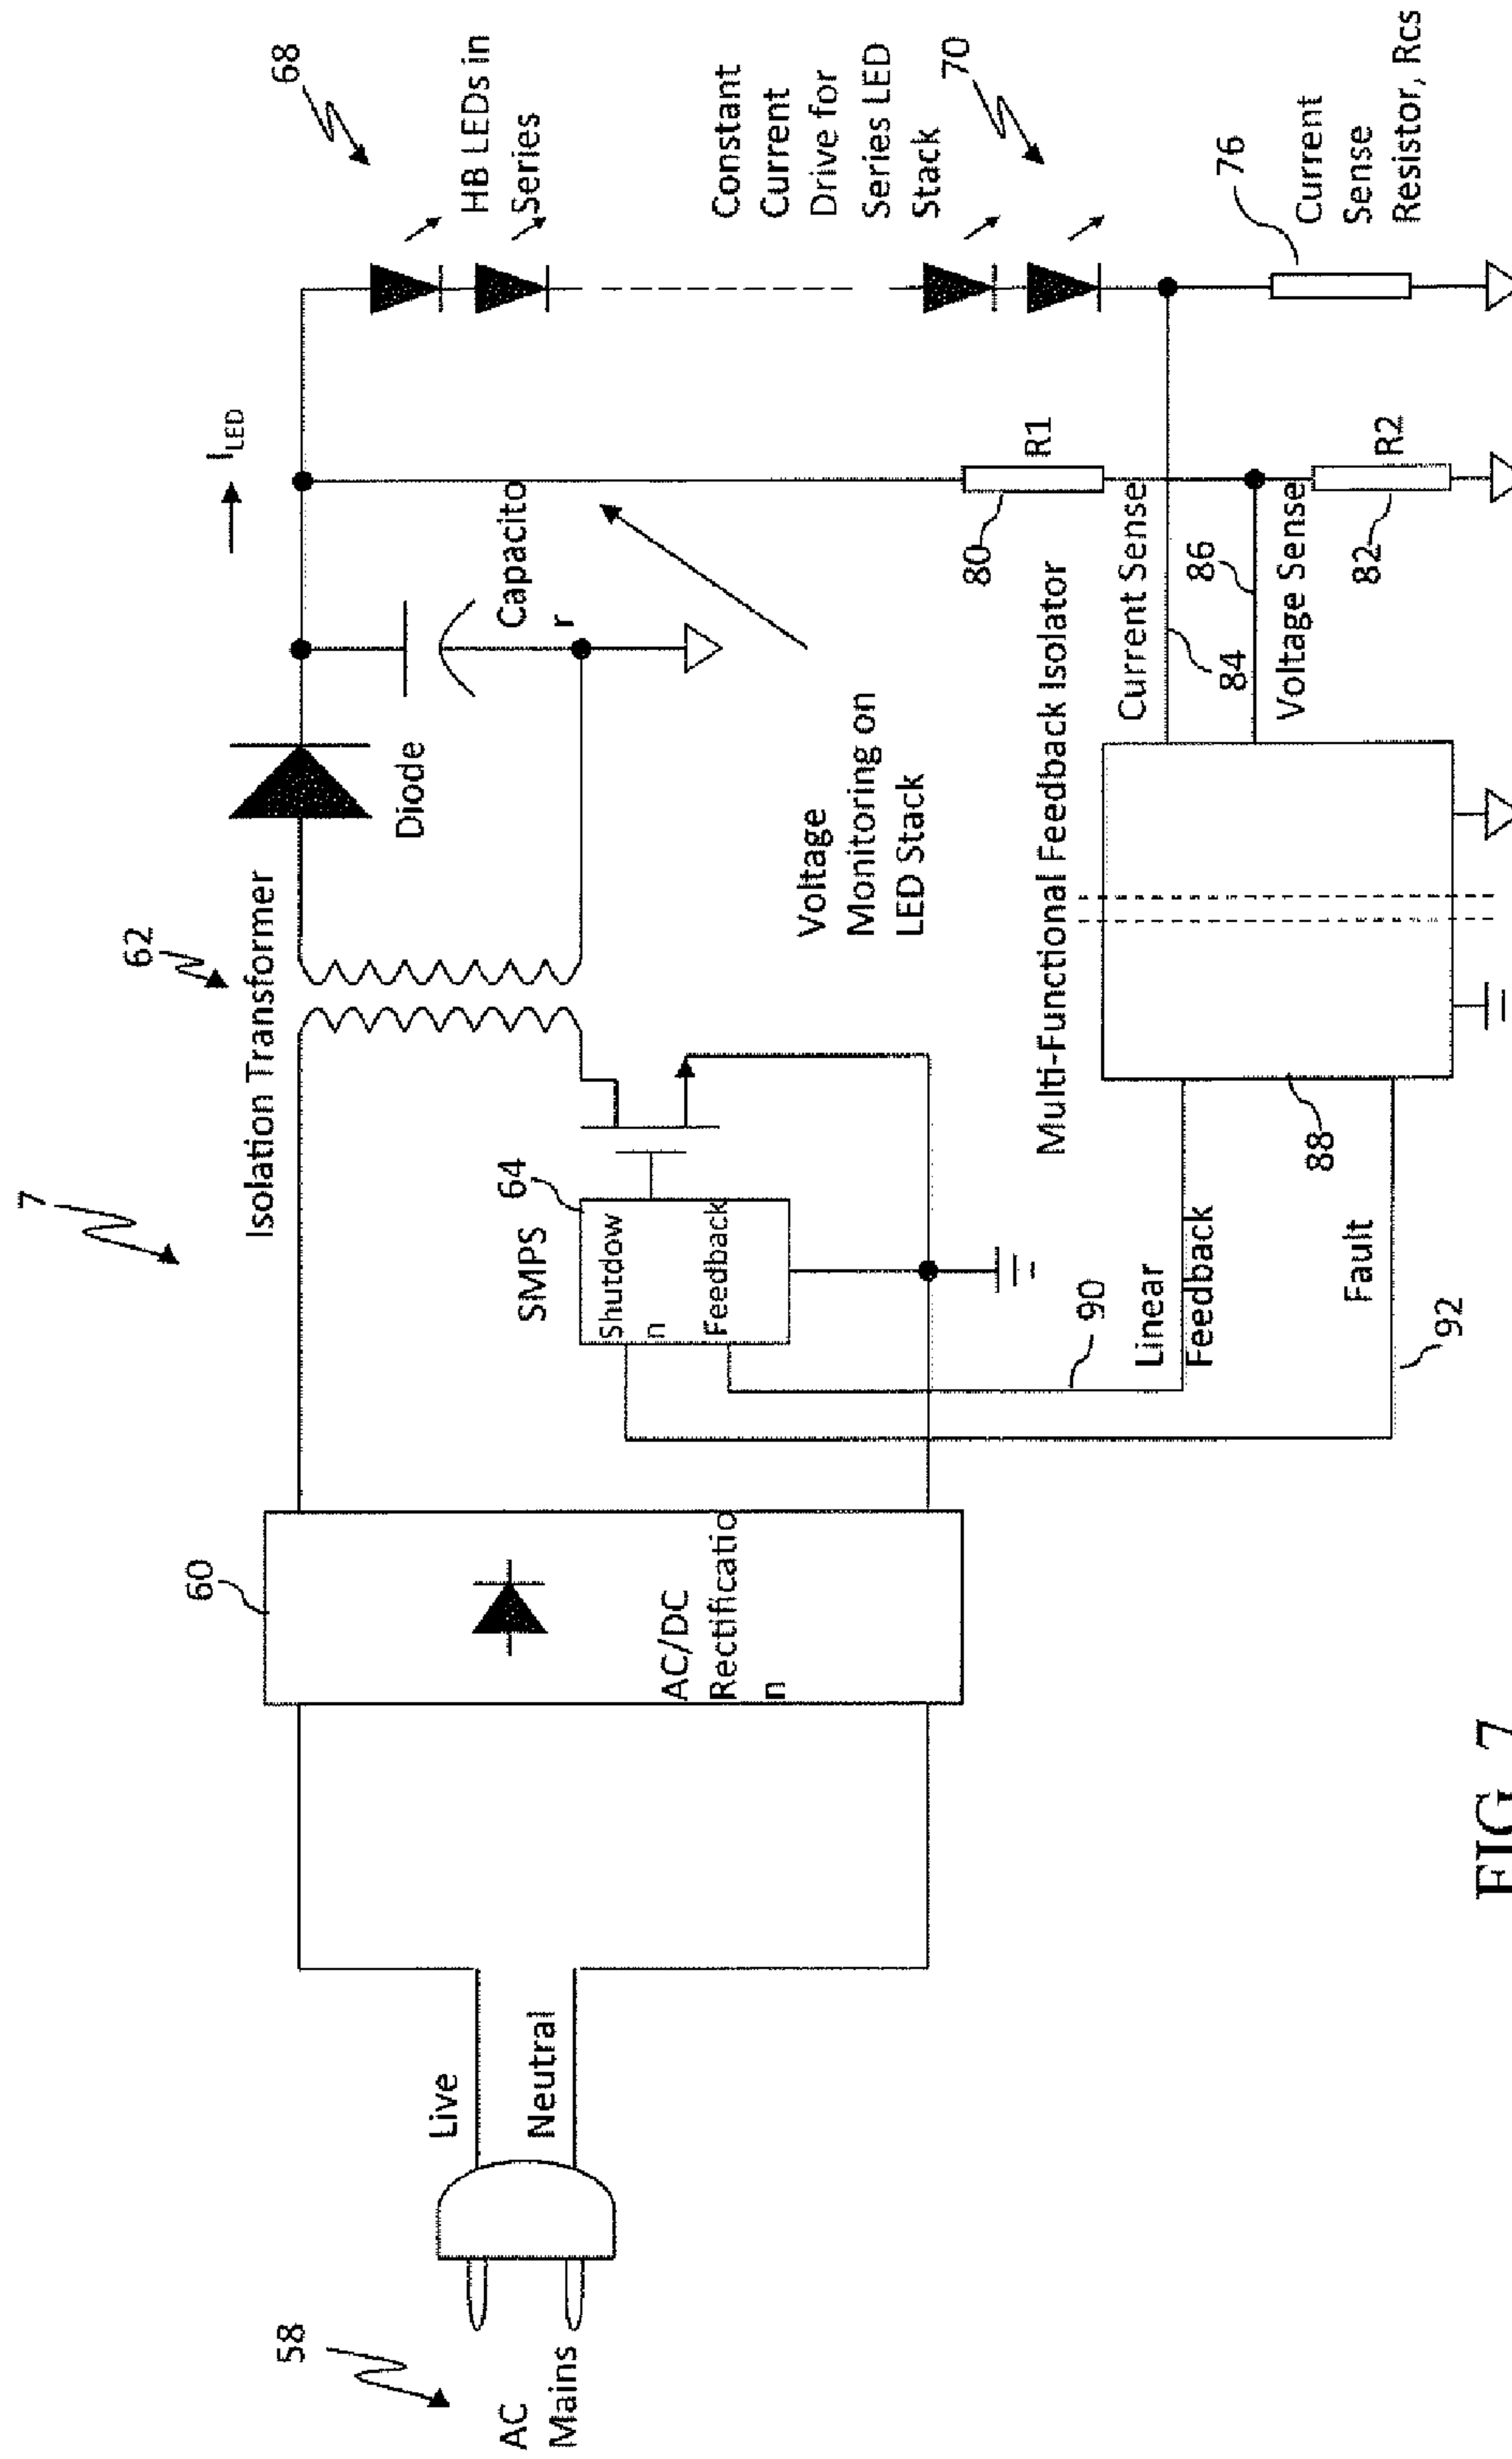 7
58
AC
Mains
Live
Neutral
60
AC/DC
Rectificatio
n
62
Isolation Transformer
Diode
Capacito
r
I_LED
68
HB LEDs in
Series
Constant
Current
Drive for
Series LED
Stack
70
76
Current
Sense
Resistor, Rcs
64
SMPS
Shutdow
n
Feedback
Voltage
Monitoring on
LED Stack
80
R1
82
R2
Multi-Functional Feedback Isolator
Current Sense
84
86
Voltage Sense
88
90
Linear
Feedback
Fault
92
FIG. 7